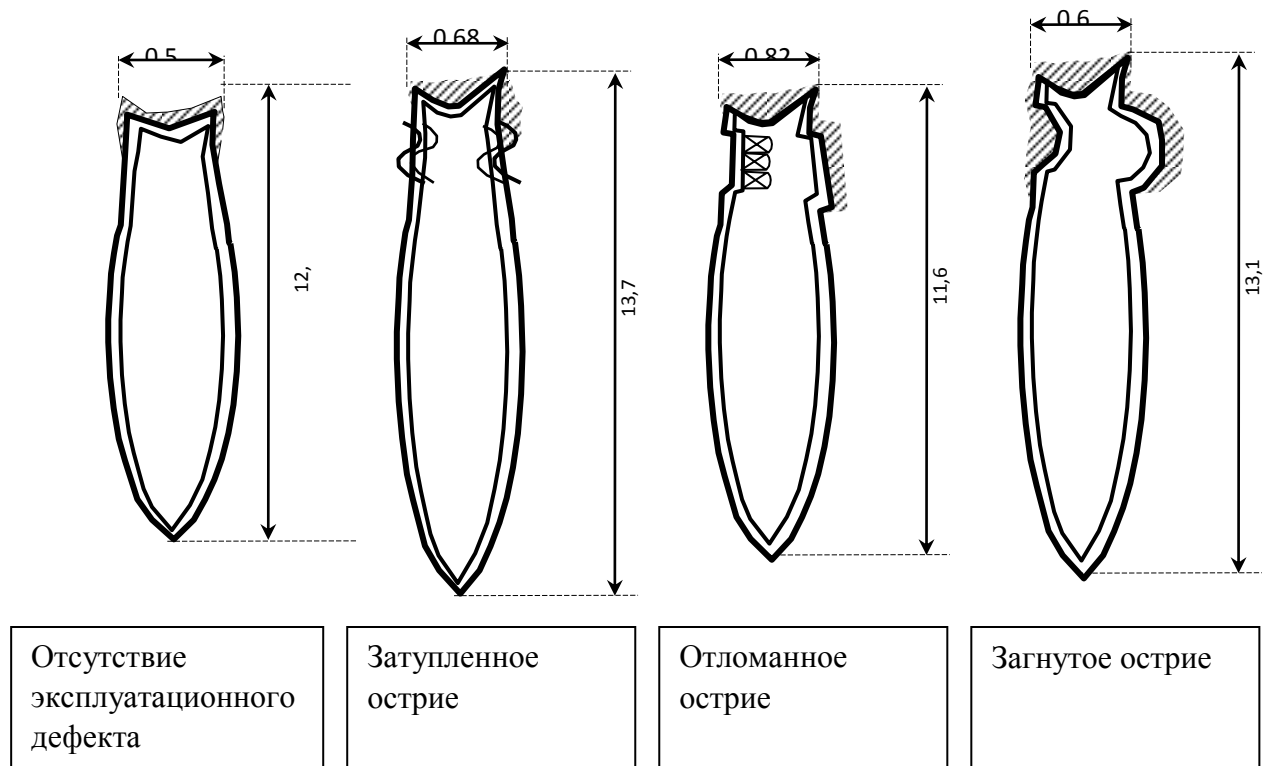 0,5
0,68
0,82
0,6
12,
13,7
11,6
13,1
Отсутствие
эксплуатационного
дефекта
Затупленное
острие
Отломанное
острие
Загнутое острие